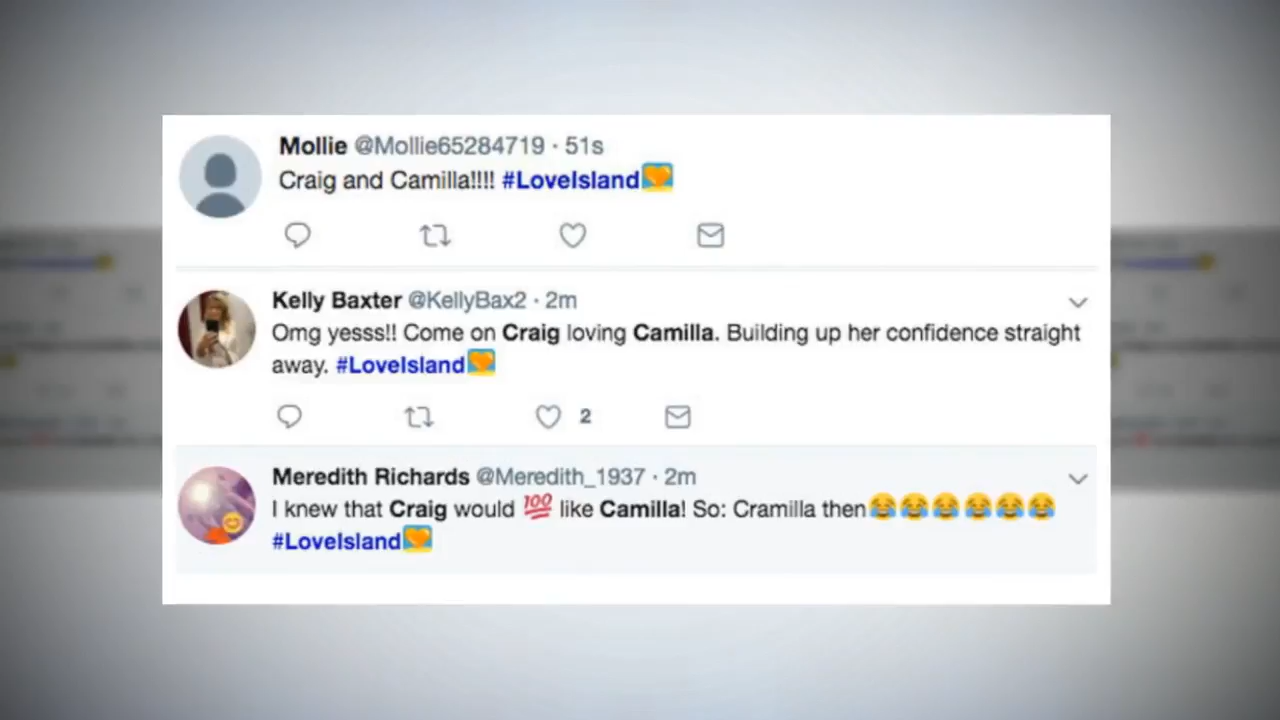 Mollie @Mollie65284719 · 51s
Craig and Camilla!!!! #LoveIsland🧡
Kelly Baxter @KellyBax2 · 2m
Omg yesss!! Come on Craig loving Camilla. Building up her confidence straight
away. #LoveIsland🧡
2
Meredith Richards @Meredith_1937 · 2m
I knew that Craig would 💯 like Camilla! So: Cramilla then😂😂😂😂😂😂
#LoveIsland🧡